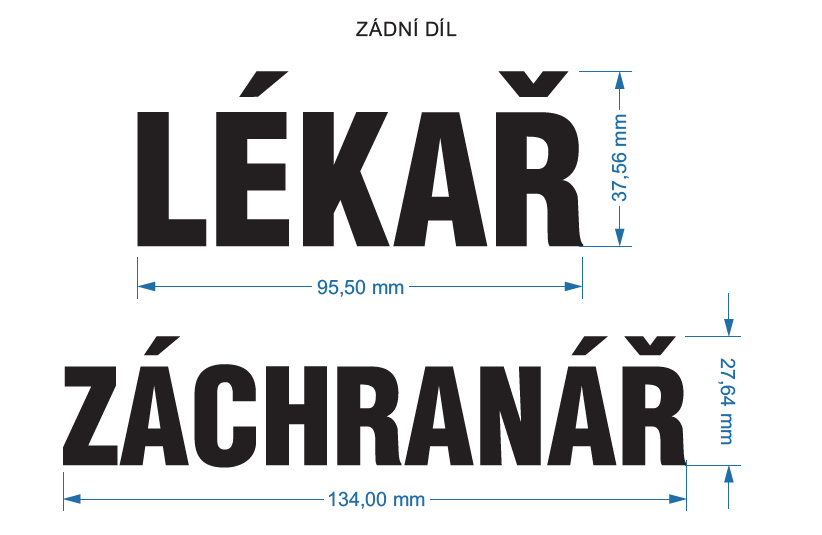 ZÁDNÍ DÍL
LÉKAŘ
37,56 mm
95,50 mm
ZÁCHRANÁŘ
27,64 mm
134,00 mm